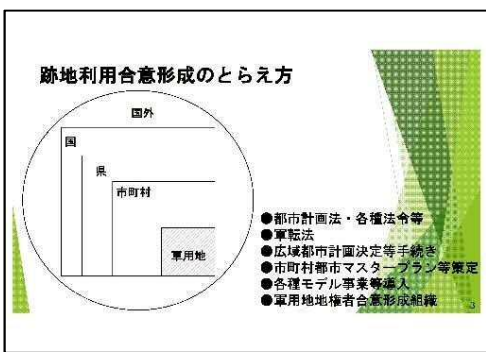 跡地利用合意形成のとらえ方
国外
国
県
市町村
軍用地
●都市計画法・各種法令等
●軍転法
●広域都市計画決定等手続き
●市町村都市マスタープラン等策定
●各種モデル事業等導入
●軍用地地権者合意形成組織
3